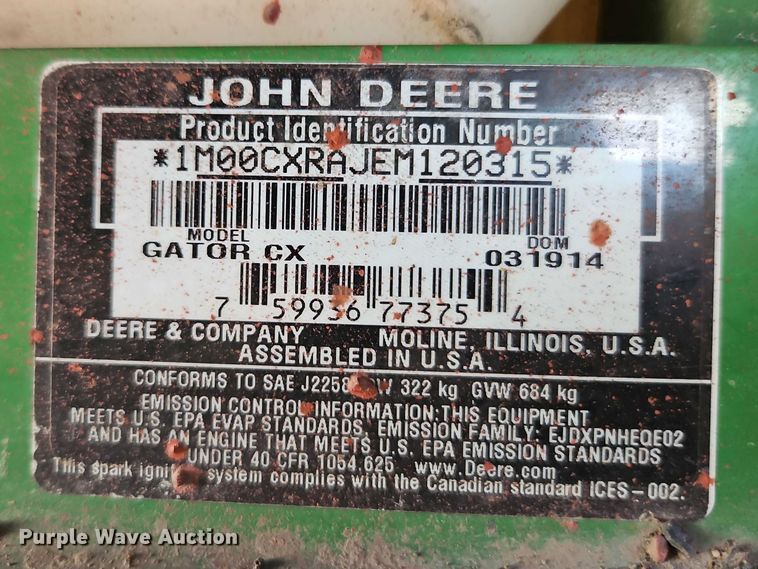 JOHN DEERE
Product Identification Number
*1M00CXRAJEM120315*
MODEL DOM
GATOR CX 031914
7 59936 77375 4
DEERE & COMPANY MOLINE, ILLINOIS, U.S.A.
ASSEMBLED IN U.S.A.
CONFORMS TO SAE J2258 322 kg GVW 684 kg
EMISSION CONTROL INFORMATION:THIS EQUIPMENT
MEETS U.S. EPA EVAP STANDARDS, EMISSION FAMILY: EJDXPNHEQE02
AND HAS AN ENGINE THAT MEETS U.S. EPA EMISSION STANDARDS
UNDER 40 CFR 1054.625 www.Deere.com
This spark ignition system complies with the Canadian standard ICES-002.
Purple Wave Auction